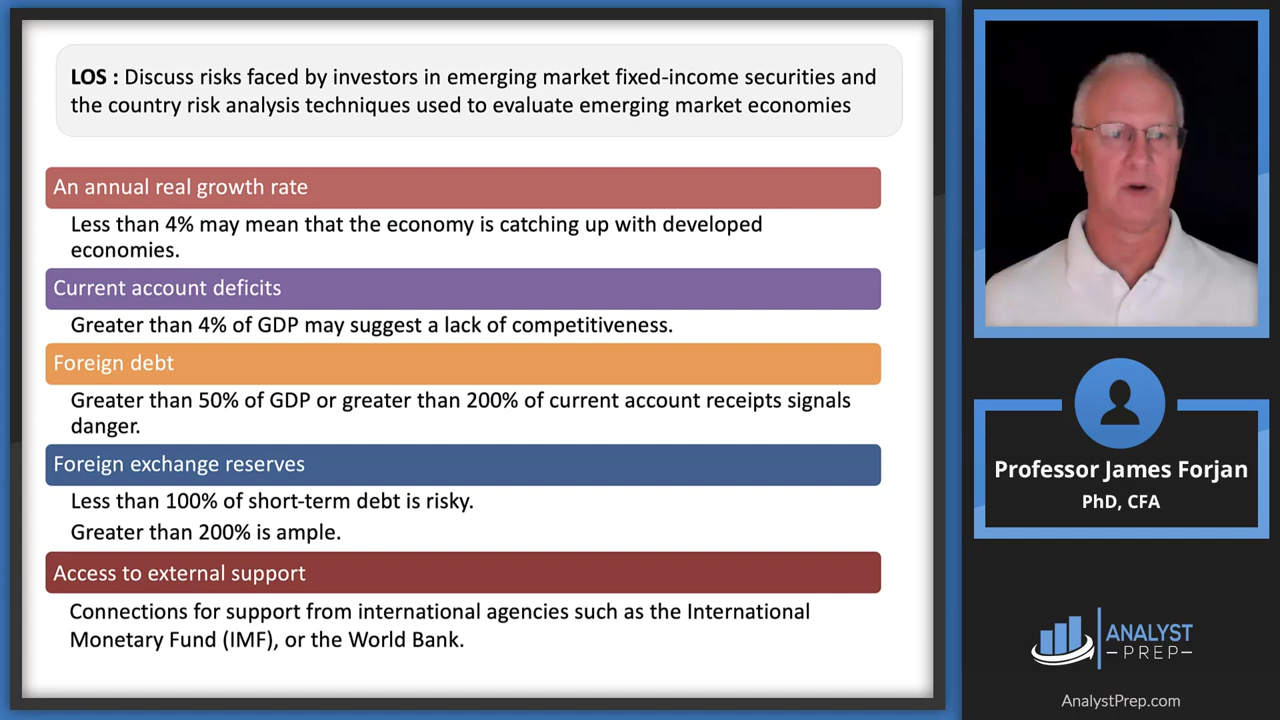 LOS : Discuss risks faced by investors in emerging market fixed-income securities and
the country risk analysis techniques used to evaluate emerging market economies
An annual real growth rate
Less than 4% may mean that the economy is catching up with developed
economies.
Current account deficits
Greater than 4% of GDP may suggest a lack of competitiveness.
Foreign debt
Greater than 50% of GDP or greater than 200% of current account receipts signals
danger.
Foreign exchange reserves
Less than 100% of short-term debt is risky.
Greater than 200% is ample.
Access to external support
Connections for support from international agencies such as the International
Monetary Fund (IMF), or the World Bank.
Professor James Forjan
PhD, CFA
ANALYST
–PREP–
AnalystPrep.com